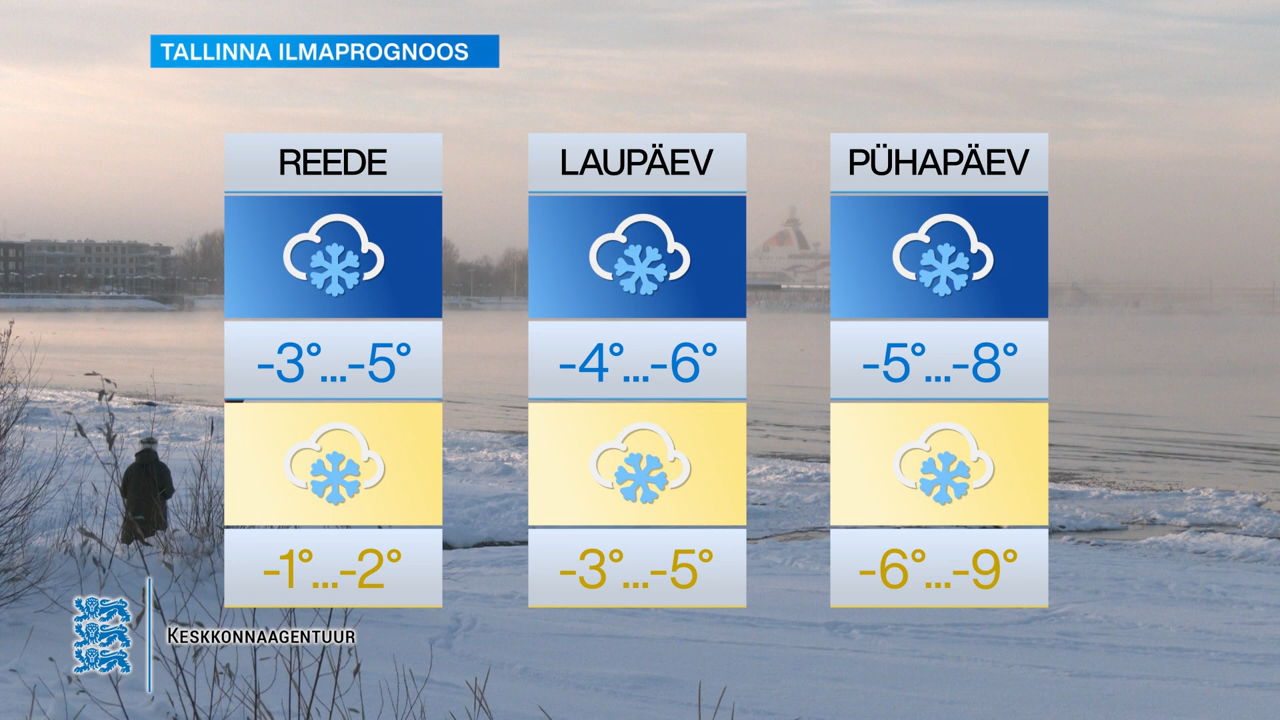 TALLINNA ILMAPROGNOOS
REEDE
-3°...-5°
-1°...-2°
LAUPÄEV
-4°...-6°
-3°...-5°
PÜHAPÄEV
-5°...-8°
-6°...-9°
KESKKONNAAGENTUUR